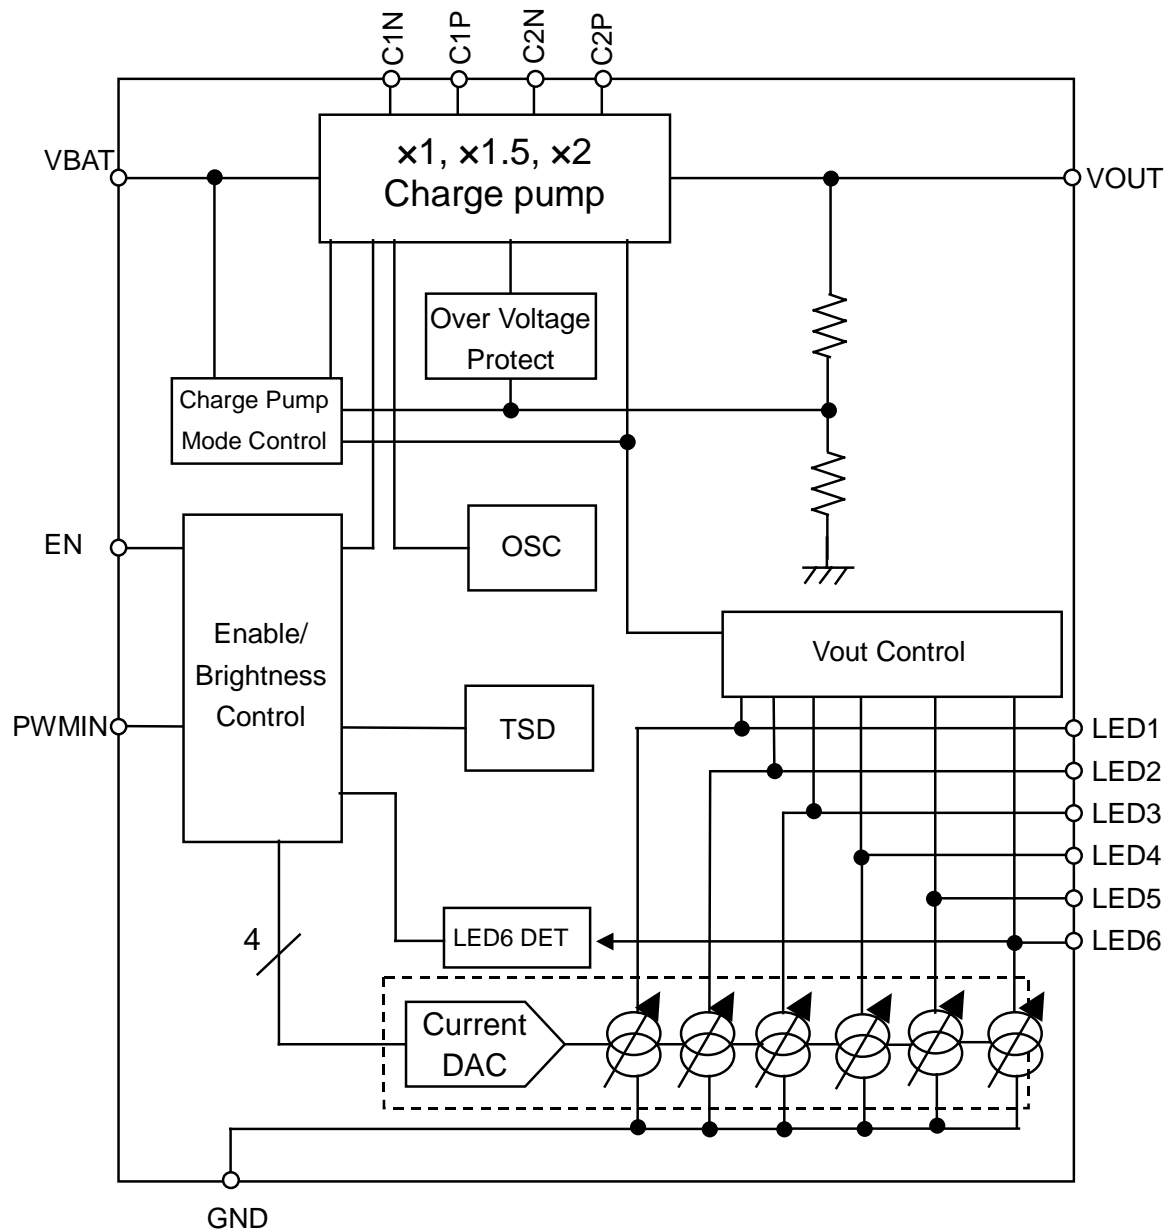 C1N
C1P
C2N
C2P
×1, ×1.5, ×2
Charge pump
VBAT
VOUT
Over Voltage
Protect
Charge Pump
Mode Control
EN
OSC
Enable/
Brightness
Control
Vout Control
PWMIN
TSD
LED1
LED2
LED3
LED4
LED5
LED6
4
LED6 DET
Current
DAC
GND